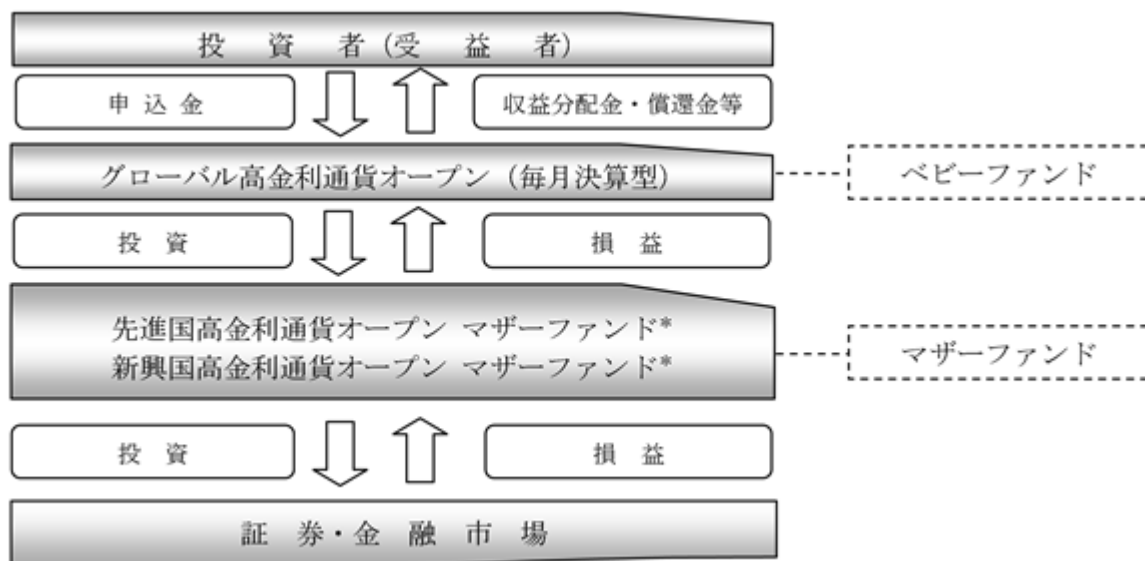 投資者(受益者)
申込金
収益分配金・償還金等
グローバル高金利通貨オープン(毎月決算型)
ベビーファンド
投資
損益
先進国高金利通貨オープン マザーファンド*
新興国高金利通貨オープン マザーファンド*
マザーファンド
投資
損益
証券・金融市場